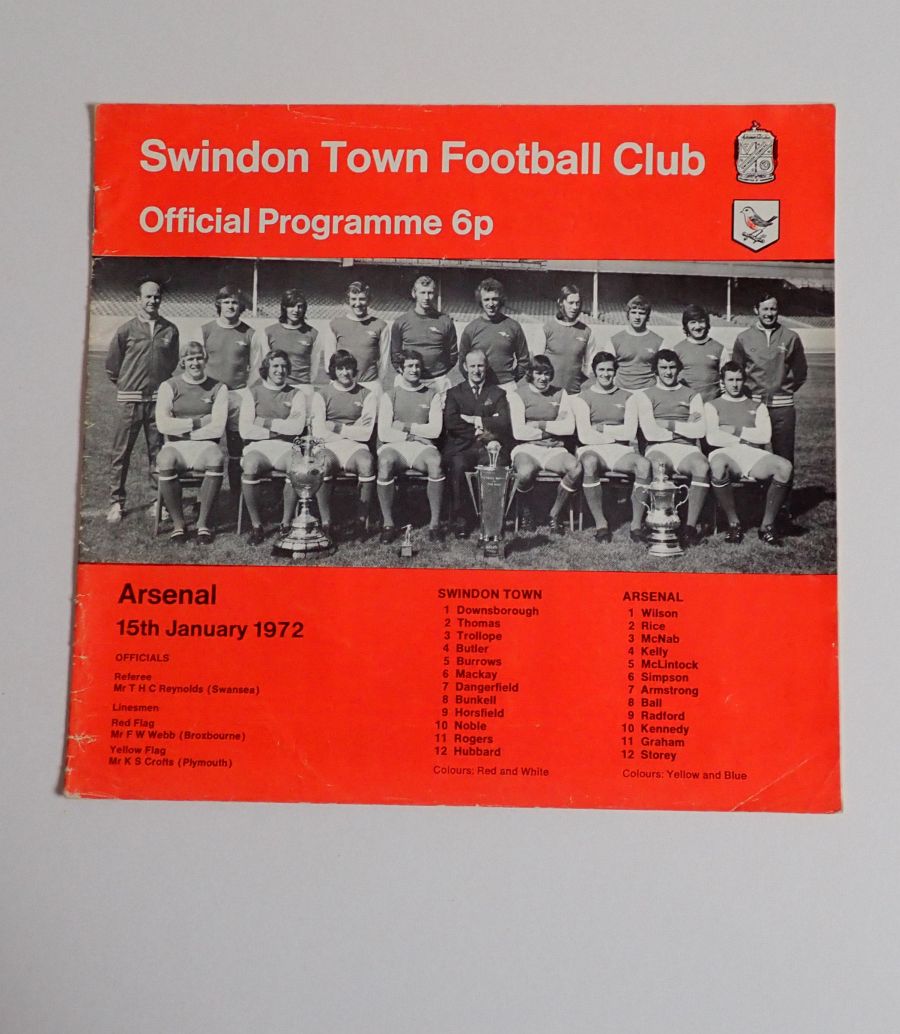 Swindon Town Football Club
Official Programme 6p
Arsenal
15th January 1972
OFFICIALS
Referee
Mr T H C Reynolds (Swansea)
Linesmen
Red Flag
Mr F W Webb (Broxbourne)
Yellow Flag
Mr K S Crofts (Plymouth)
SWINDON TOWN
1 Downsborough
2 Thomas
3 Trollope
4 Butler
5 Burrows
6 Mackay
7 Dangerfield
8 Bunkell
9 Horsfield
10 Noble
11 Rogers
12 Hubbard
Colours: Red and White
ARSENAL
1 Wilson
2 Rice
3 McNab
4 Kelly
5 McLintock
6 Simpson
7 Armstrong
8 Ball
9 Radford
10 Kennedy
11 Graham
12 Storey
Colours: Yellow and Blue